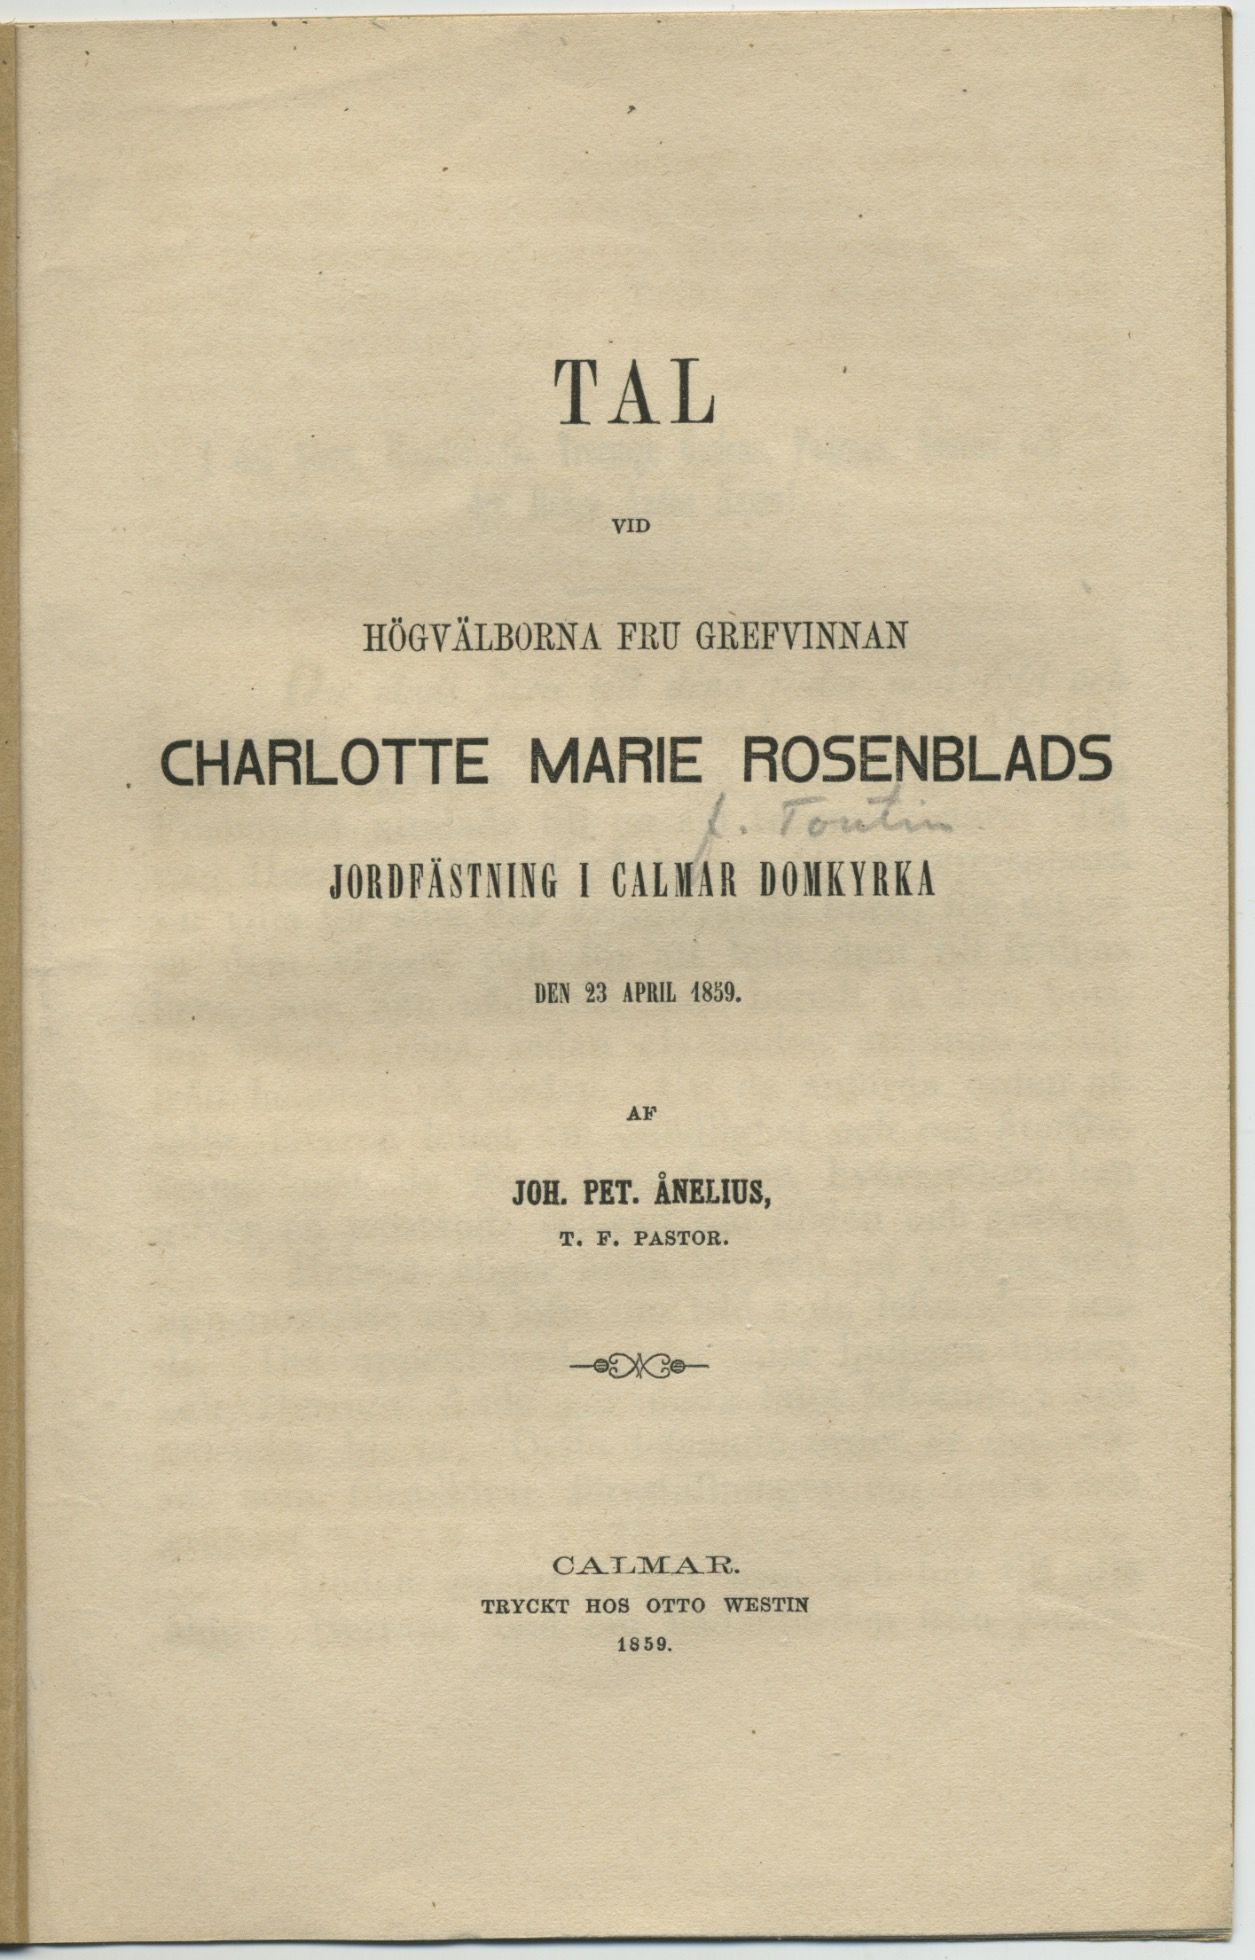 TAL
VID
HÖGVÄLBORNA FRU GREFVINNAN
CHARLOTTE MARIE ROSENBLADS
f. Toutin
JORDFÄSTNING I CALMAR DOMKYRKA
DEN 23 APRIL 1859.
AF
JOH. PET. ÅNELIUS,
T. F. PASTOR.
CALMAR.
TRYCKT HOS OTTO WESTIN
1859.